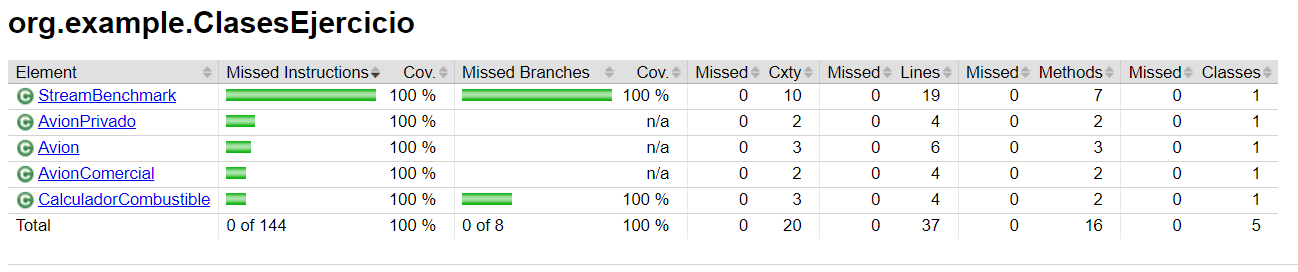 org.example.ClasesEjercicio
Element Missed Instructions Cov. Missed Branches Cov. Missed Cxty Missed Lines Missed Methods Missed Classes
C StreamBenchmark 100 % 100 % 0 10 0 19 0 7 0 1
C AvionPrivado 100 % n/a 0 2 0 4 0 2 0 1
C Avion 100 % n/a 0 3 0 6 0 3 0 1
C AvionComercial 100 % n/a 0 2 0 4 0 2 0 1
C CalculadorCombustible 100 % 100 % 0 3 0 4 0 2 0 1
Total 0 of 144 100 % 0 of 8 100 % 0 20 0 37 0 16 0 5